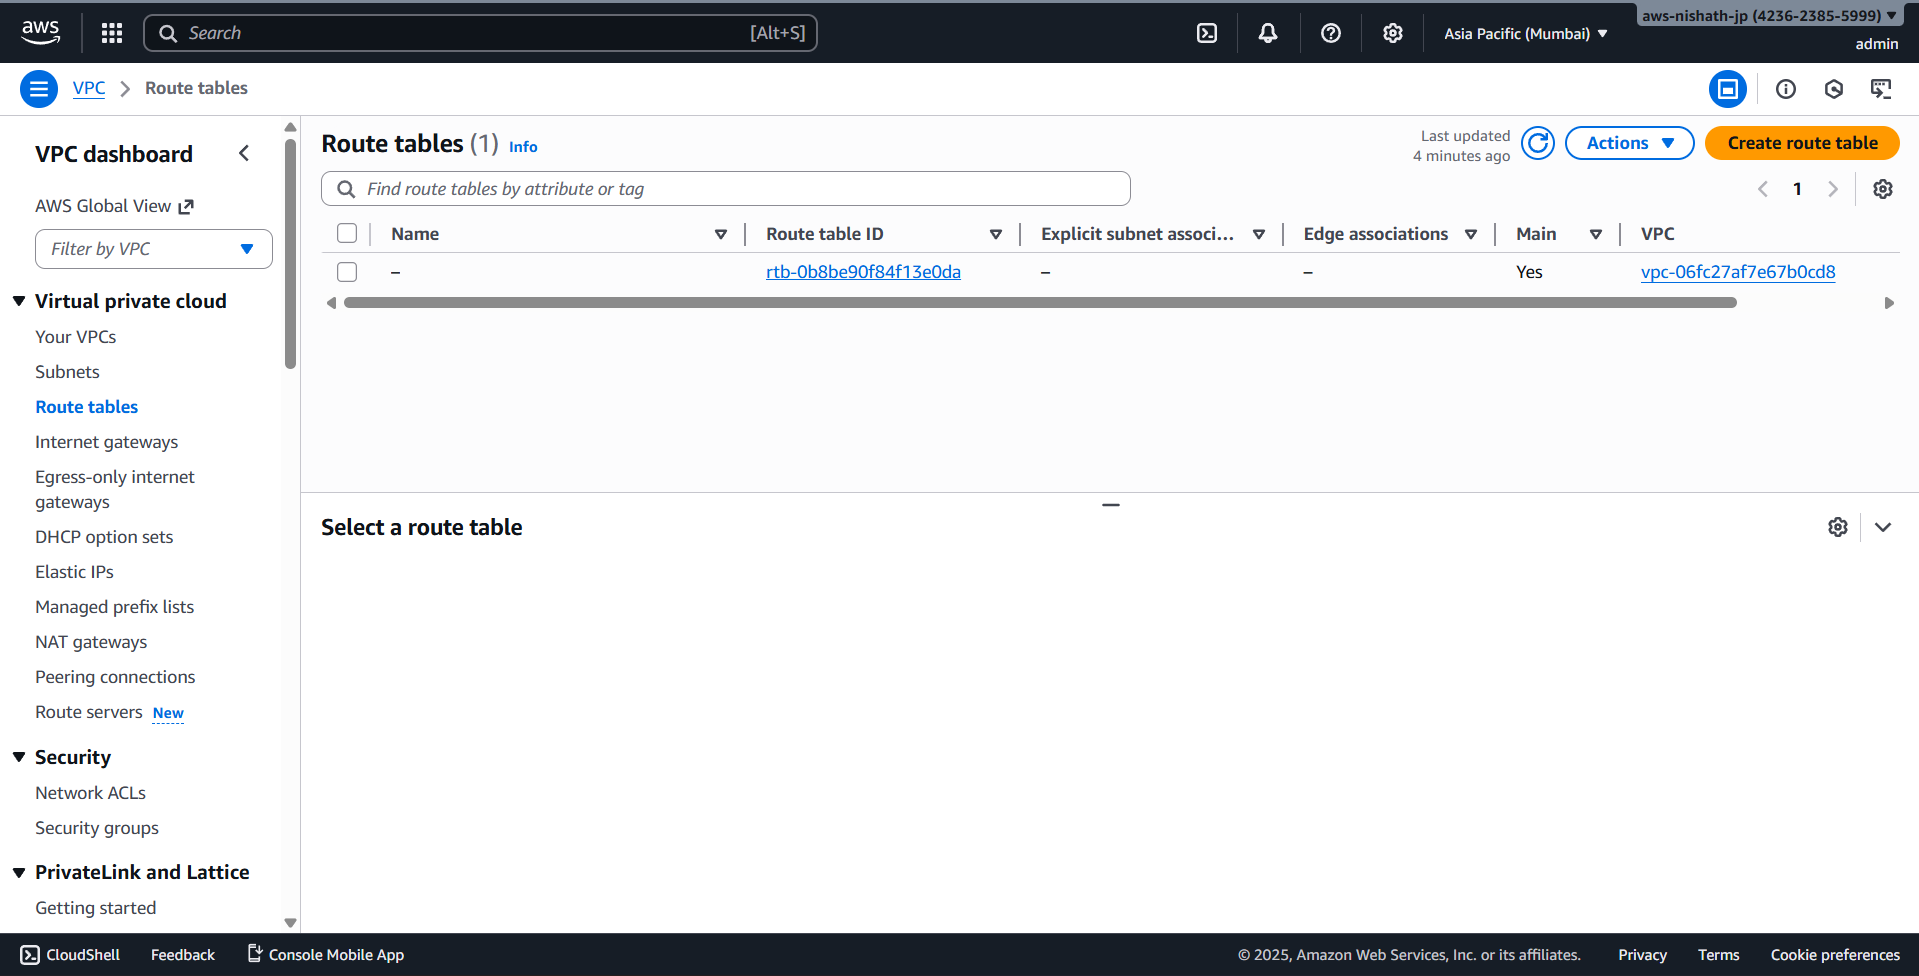 aws
Search [Alt+S]
Asia Pacific (Mumbai)
aws-nishath-jp (4236-2385-5999)
admin
VPC
Route tables
VPC dashboard
AWS Global View
Filter by VPC
Virtual private cloud
Your VPCs
Subnets
Route tables
Internet gateways
Egress-only internet
gateways
DHCP option sets
Elastic IPs
Managed prefix lists
NAT gateways
Peering connections
Route servers New
Security
Network ACLs
Security groups
PrivateLink and Lattice
Getting started
Route tables (1) Info
Last updated
4 minutes ago
Actions
Create route table
Find route tables by attribute or tag
1
Name Route table ID Explicit subnet associ... Edge associations Main VPC
– rtb-0b8be90f84f13e0da – – Yes vpc-06fc27af7e67b0cd8
Select a route table
CloudShell Feedback Console Mobile App © 2025, Amazon Web Services, Inc. or its affiliates. Privacy Terms Cookie preferences